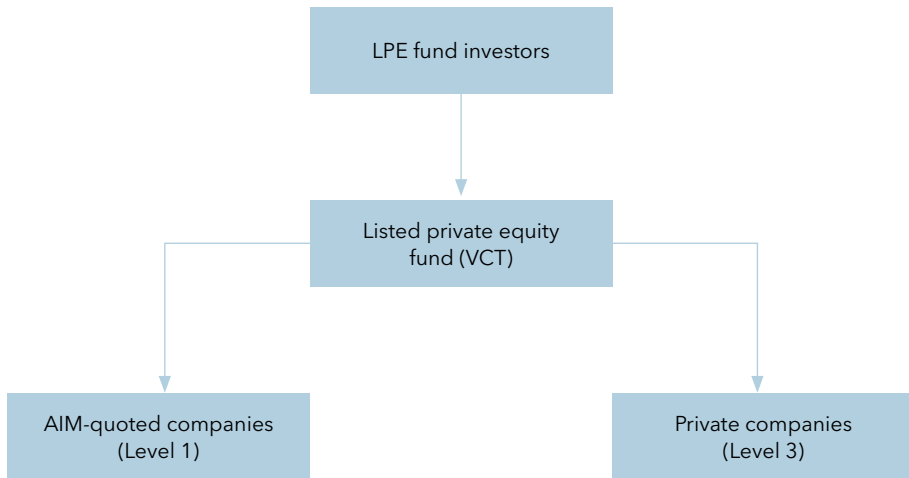 LPE fund investors
Listed private equity
fund (VCT)
AIM-quoted companies
(Level 1)
Private companies
(Level 3)